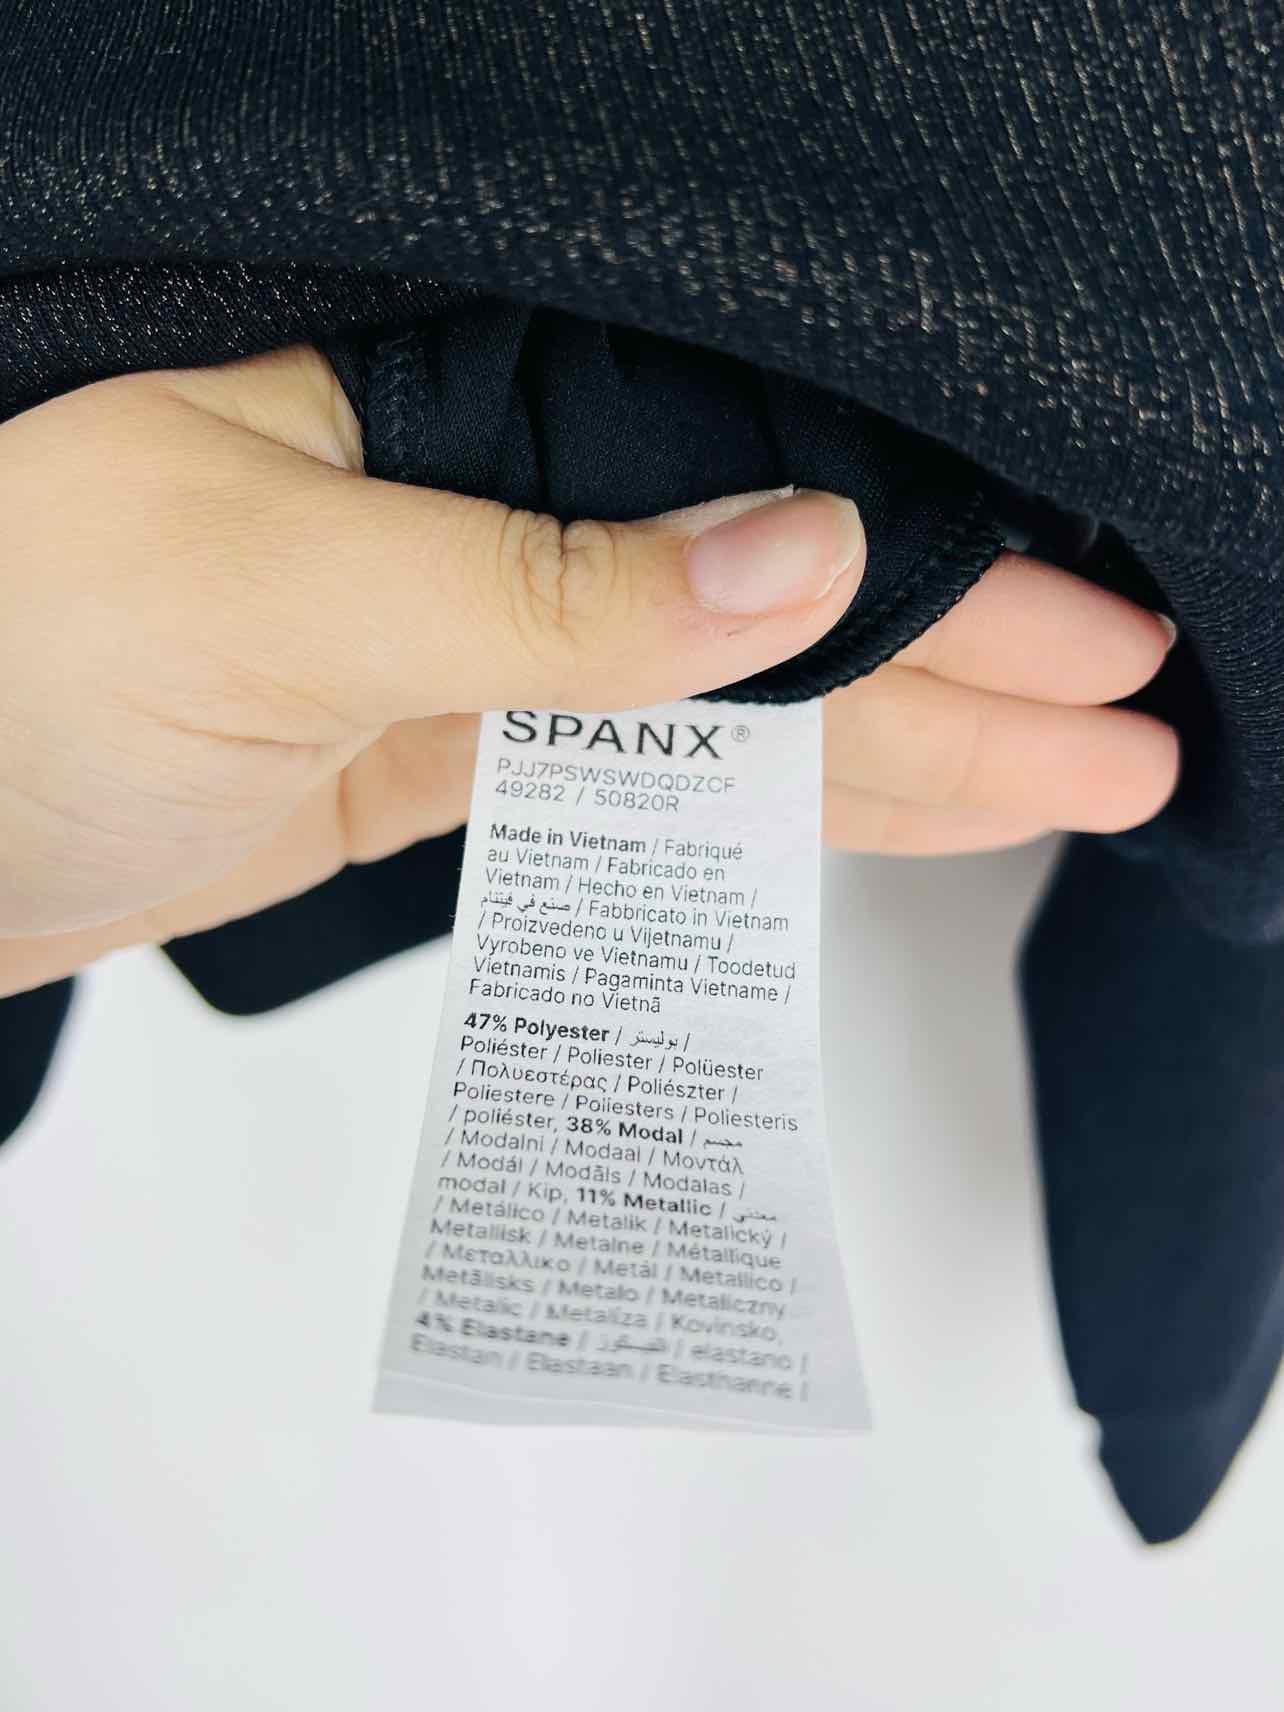 SPANX®
PJJ7PSWSWDQDZCF
49282 / 50820R
Made in Vietnam / Fabriqué
au Vietnam / Fabricado en
Vietnam / Hecho en Vietnam /
صنع في فيتنام / Fabbricato in Vietnam
/ Proizvedeno u Vijetnamu /
Vyrobeno ve Vietnamu / Toodetud
Vietnamis / Pagaminta Vietname /
Fabricado no Vietnã
47% Polyester / بوليستر /
Poliéster / Poliester / Polüester
/ Πολυεστέρας / Poliészter /
Poliestere / Poliesters / Poliesteris
/ poliéster, 38% Modal / مجسم
/ Modalni / Modaal / Μοντάλ
/ Modál / Modāls / Modalas /
modal / Kip, 11% Metallic / معدني
/ Metálico / Metalik / Metalický /
Metallisk / Metalne / Métallique
/ Μεταλλικο / Metál / Metallico /
Metālisks / Metalo / Metaliczny
/ Metalic / Metalíza / Kovinsko,
4% Elastane / / elastano /
Elastan / Elastaan / Elasthanne /